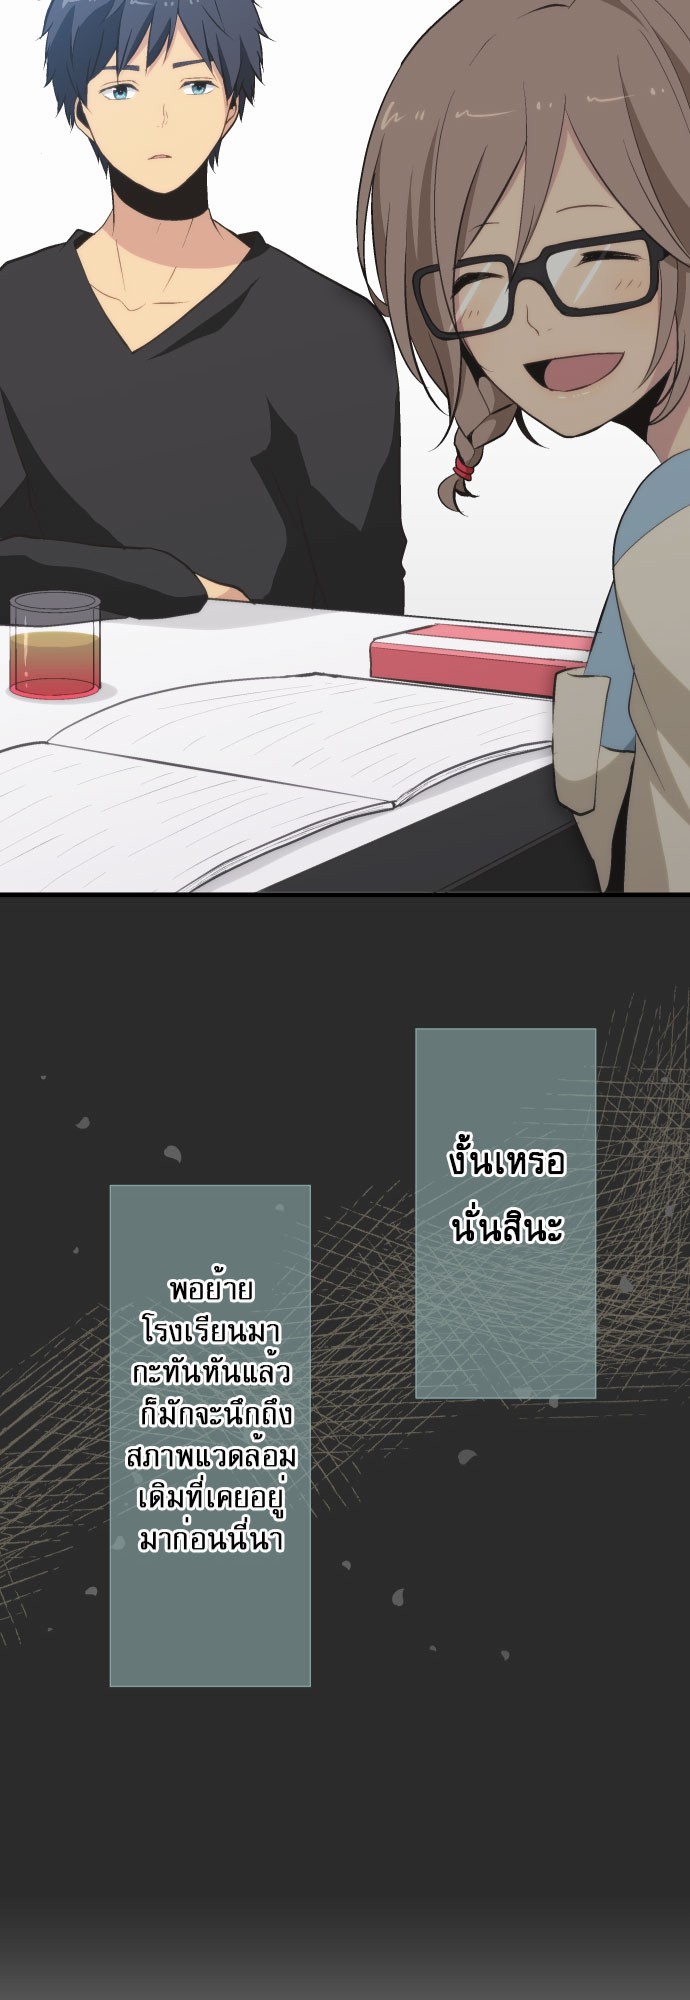 งั้นเหรอ
นั่นสินะ
พอย้าย
โรงเรียนมา
กะทันหันแล้ว
ก็มักจะนึกถึง
สภาพแวดล้อม
เดิมที่เคยอยู่
มาก่อนนี่นา